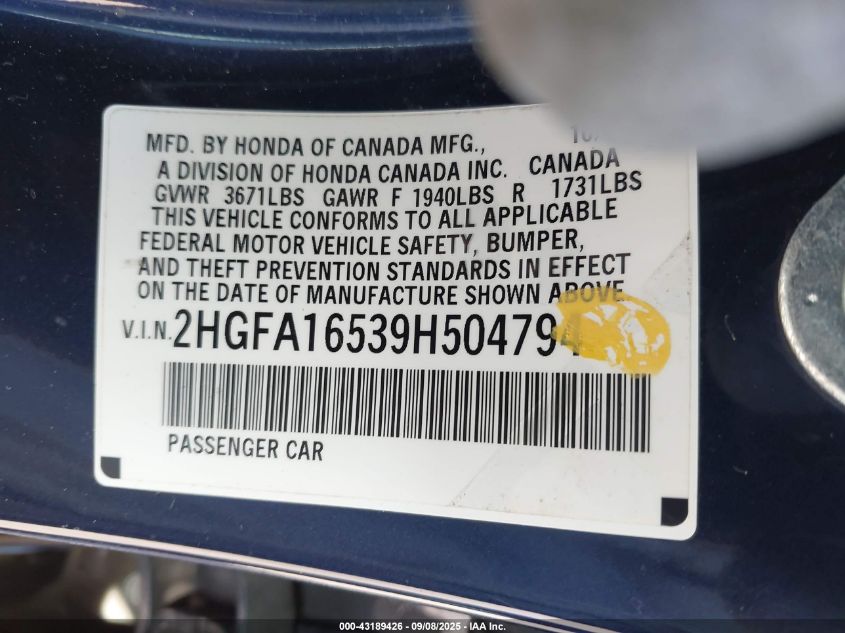 MFD. BY HONDA OF CANADA MFG.,
A DIVISION OF HONDA CANADA INC. CANADA
GVWR 3671LBS GAWR F 1940LBS R 1731LBS
THIS VEHICLE CONFORMS TO ALL APPLICABLE
FEDERAL MOTOR VEHICLE SAFETY, BUMPER,
AND THEFT PREVENTION STANDARDS IN EFFECT
ON THE DATE OF MANUFACTURE SHOWN ABOVE
V.I.N. 2HGFA16539H504794
PASSENGER CAR
000-43189426 - 09/08/2025 - IAA Inc.